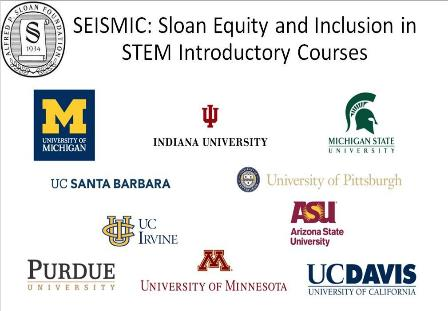 ALFRED P. SLOAN FOUNDATION
S
1934
SEISMIC: Sloan Equity and Inclusion in
STEM Introductory Courses
M
UNIVERSITY OF
MICHIGAN
INDIANA UNIVERSITY
MICHIGAN STATE
UNIVERSITY
UC SANTA BARBARA
University of Pittsburgh
UC
IRVINE
ASU
Arizona State
University
PURDUE
UNIVERSITY
M
UNIVERSITY OF MINNESOTA
UCDAVIS
UNIVERSITY OF CALIFORNIA